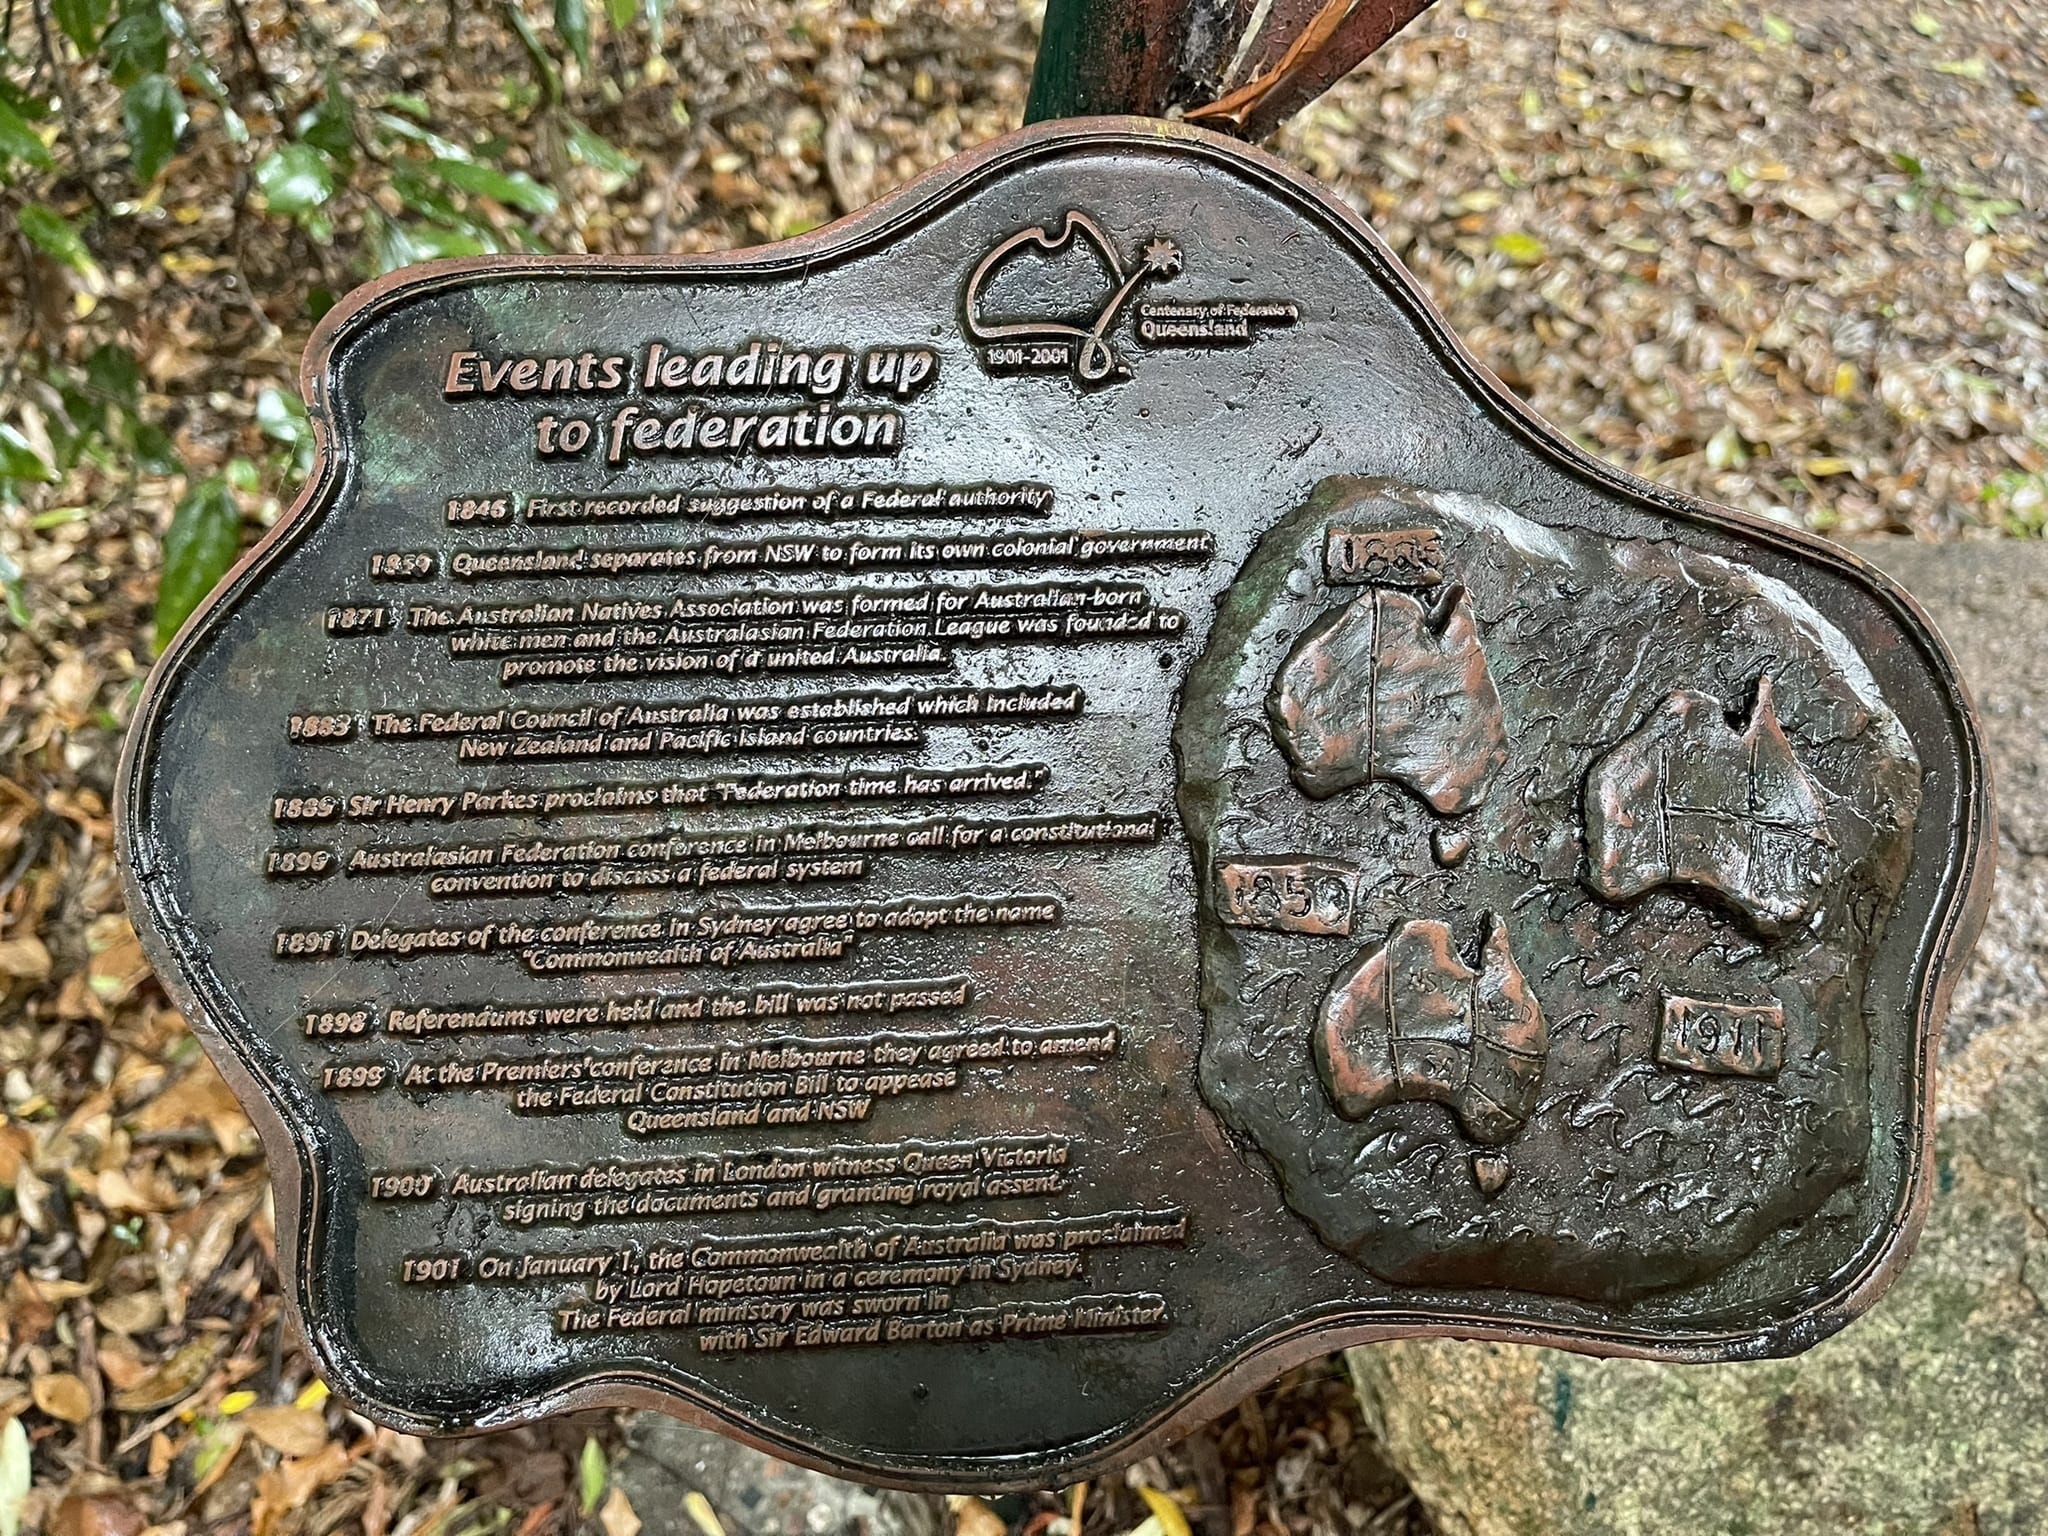 1901-2001
Centenary of Federation
Queensland
Events leading up
to federation
1846 First recorded suggestion of a Federal authority
1859 Queensland separates from NSW to form its own colonial government
1871 The Australian Natives Association was formed for Australian-born
white men and the Australasian Federation League was founded to
promote the vision of a united Australia.
1883 The Federal Council of Australia was established which included
New Zealand and Pacific Island countries.
Sir Henry Parkes proclaims that "Federation time has arrived."
1890 Australasian Federation conference in Melbourne call for a constitutional
convention to discuss a federal system
1891 Delegates of the conference in Sydney agree to adopt the name
"Commonwealth of Australia"
1898 Referendums were held and the bill was not passed
1899 At the Premiers' conference in Melbourne they agreed to amend
the Federal Constitution Bill to appease
Queensland and NSW
1900 Australian delegates in London witness Queen Victoria
signing the documents and granting royal assent.
1901 On January 1, the Commonwealth of Australia was proclaimed
by Lord Hopetoun in a ceremony in Sydney.
The Federal ministry was sworn in
with Sir Edward Barton as Prime Minister.
1859
NSW
QLD
SA
1911